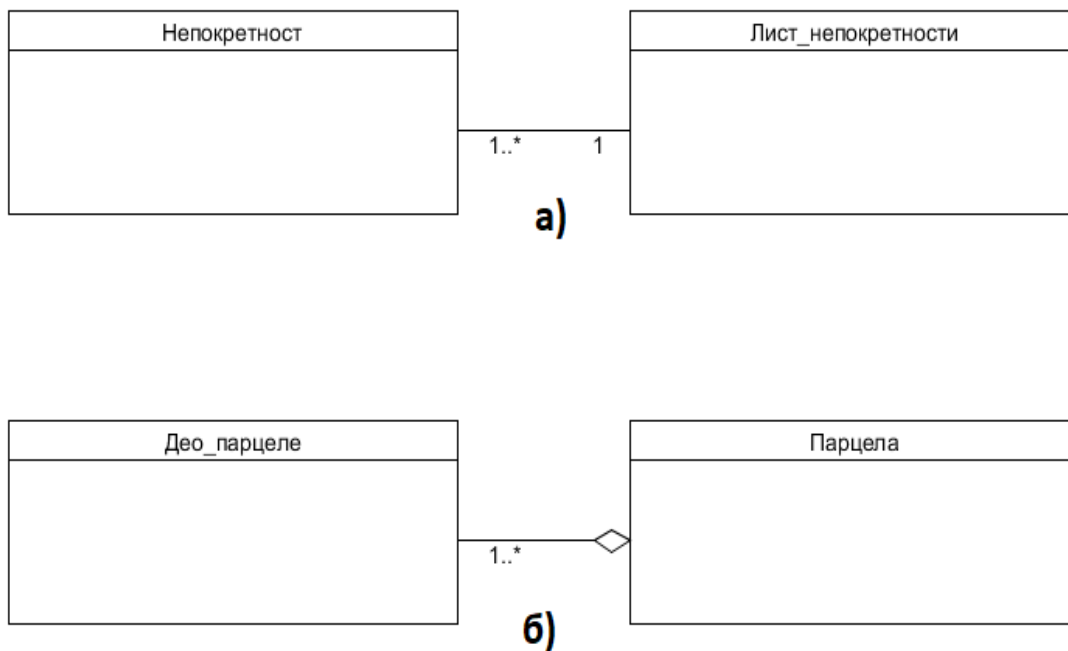 Непокретност
Лист_непокретности
1..*
1
а)
Део_парцеле
Парцела
1..*
б)